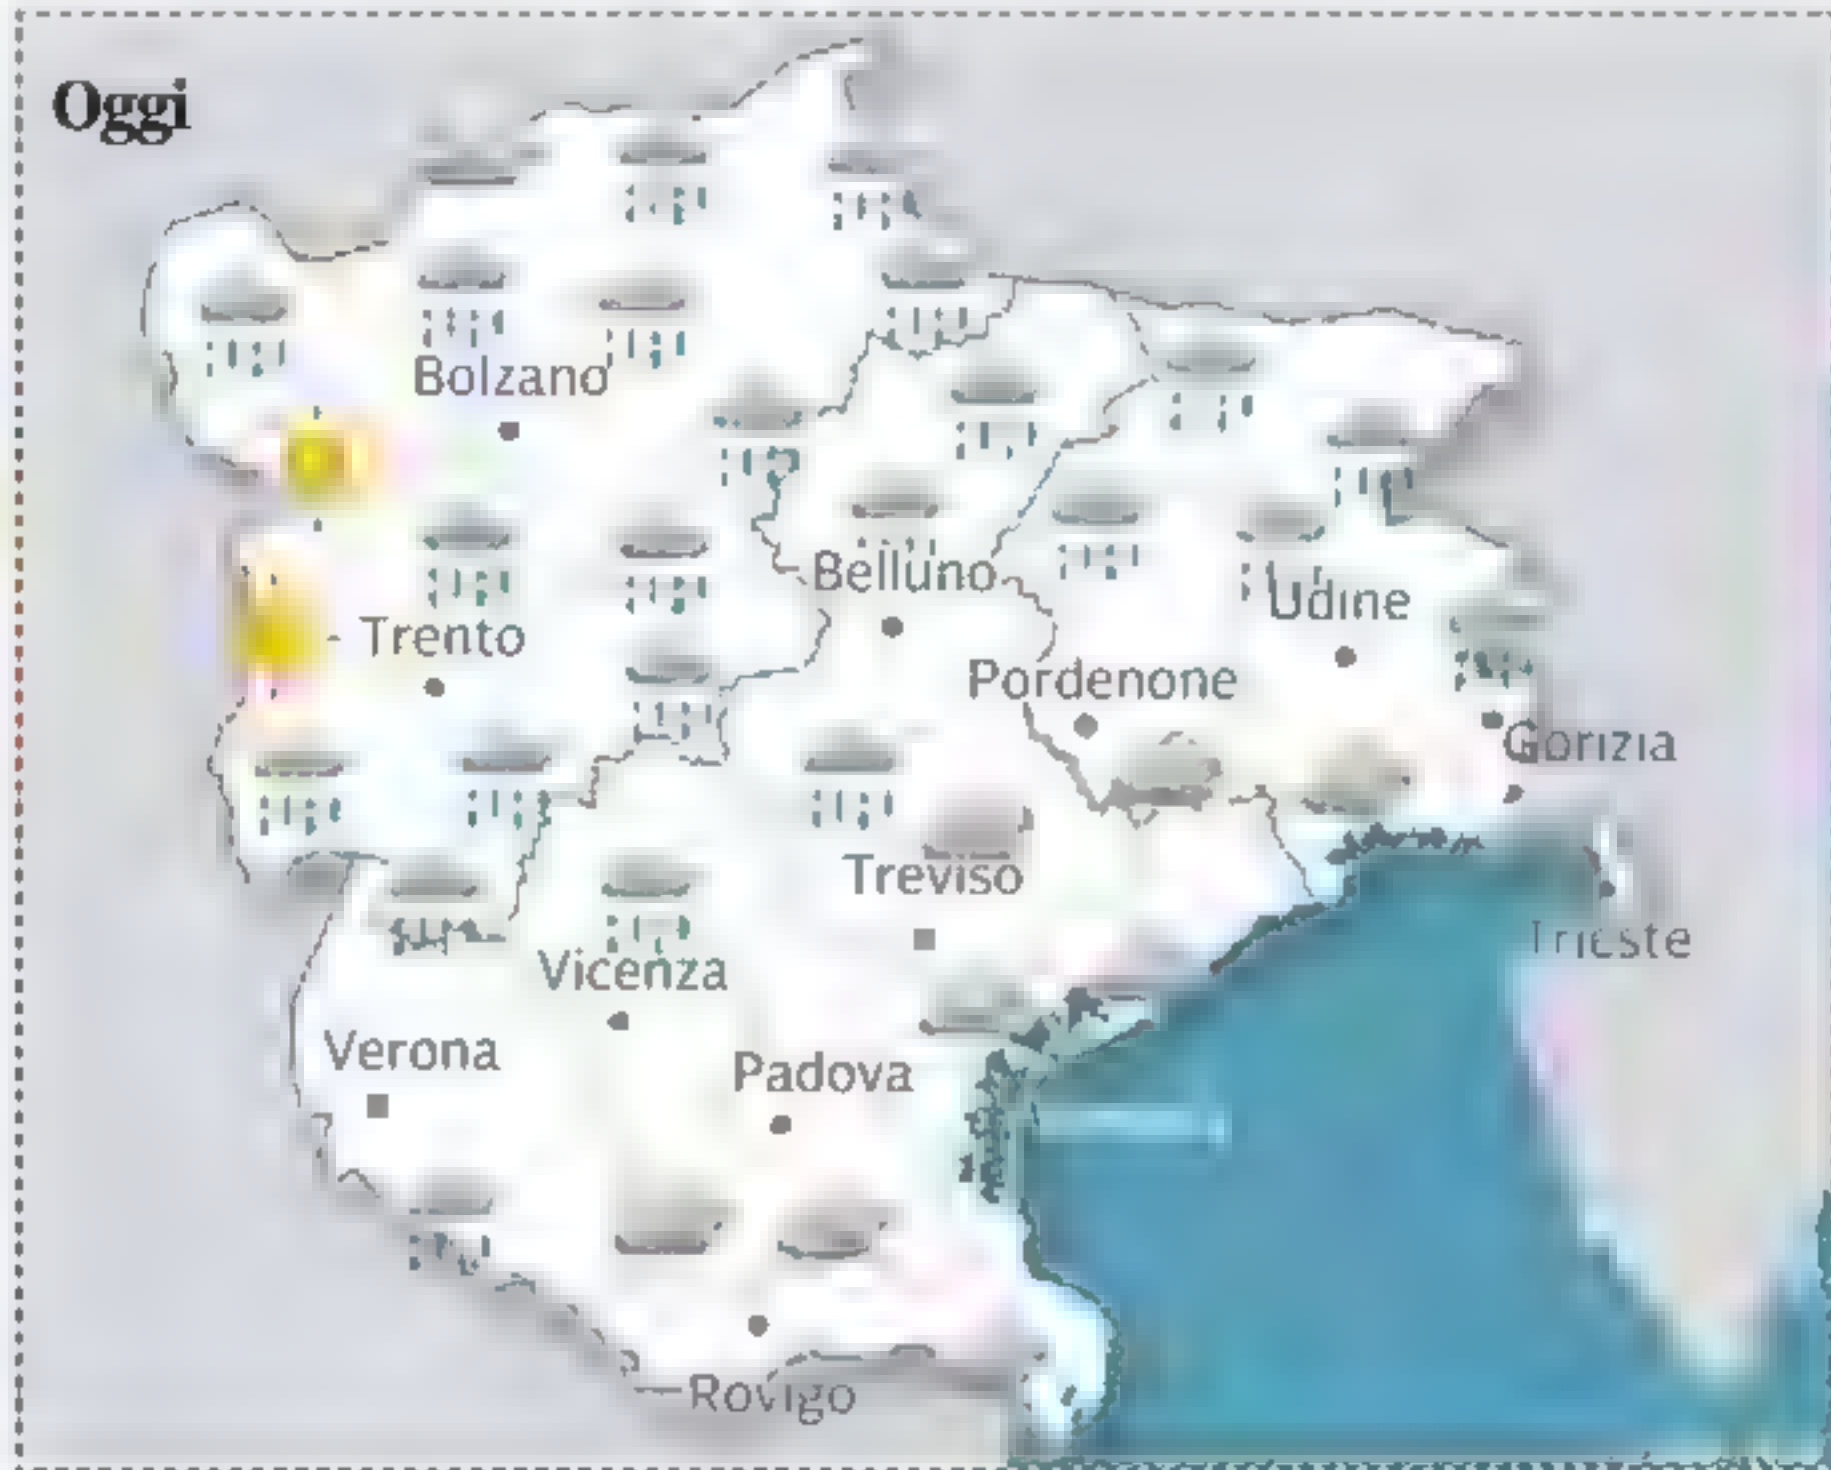 Oggi
Bolzano
Belluno
Udine
Trento
Pordenone
Gorizia
Treviso
Trieste
Vicenza
Verona
Padova
Rovigo